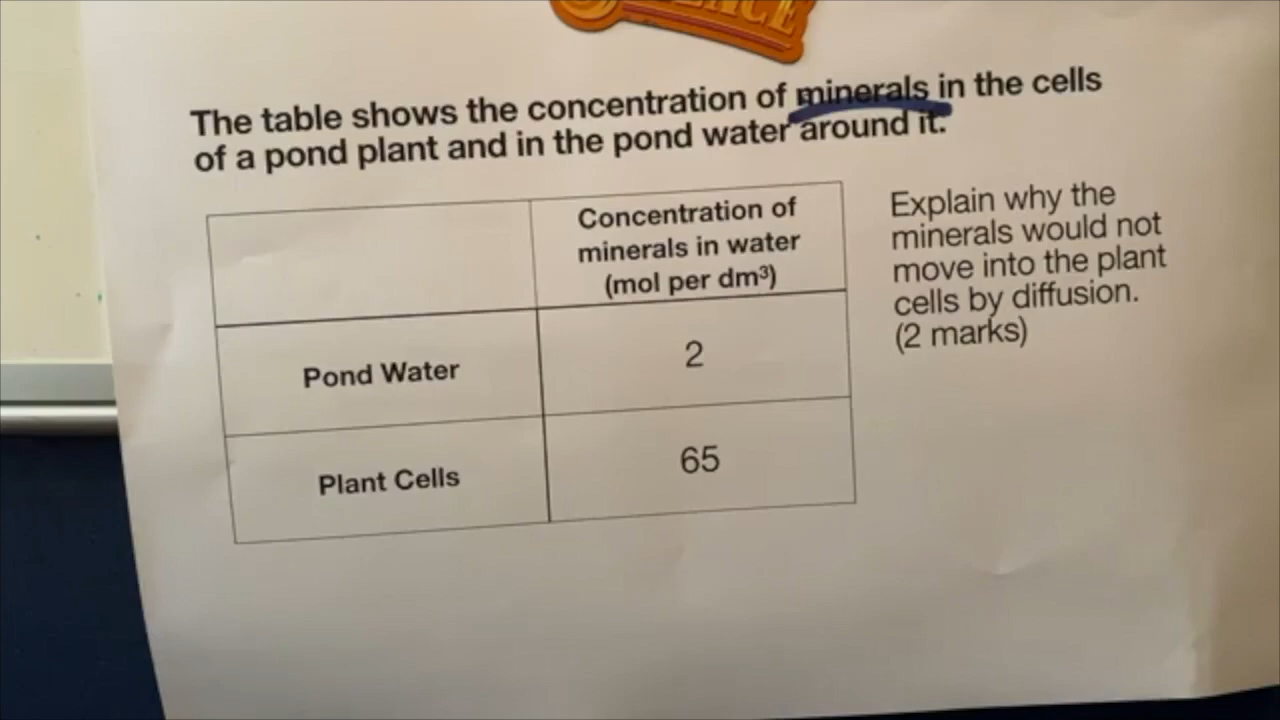 The table shows the concentration of minerals in the cells
of a pond plant and in the pond water around it.
Concentration of
minerals in water
(mol per dm³)
Pond Water
2
Plant Cells
65
Explain why the
minerals would not
move into the plant
cells by diffusion.
(2 marks)